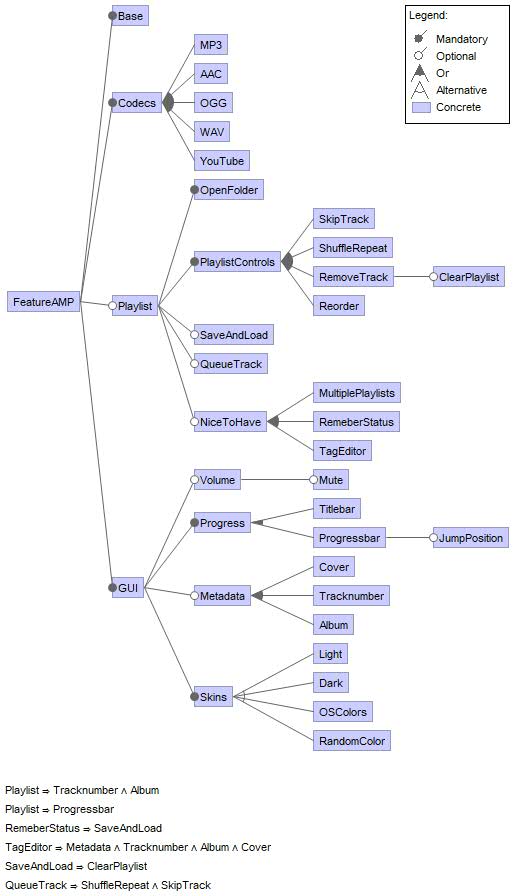 Base
Legend:
Mandatory
Optional
Or
Alternative
Concrete
MP3
AAC
Codecs
OGG
WAV
YouTube
OpenFolder
SkipTrack
ShuffleRepeat
PlaylistControls
RemoveTrack
ClearPlaylist
Reorder
FeatureAMP
Playlist
SaveAndLoad
QueueTrack
MultiplePlaylists
NiceToHave
RemeberStatus
TagEditor
Volume
Mute
Titlebar
Progress
Progressbar
JumpPosition
Cover
GUI
Metadata
Tracknumber
Album
Light
Dark
Skins
OSColors
RandomColor
Playlist ⇒ Tracknumber ∧ Album
Playlist ⇒ Progressbar
RemeberStatus ⇒ SaveAndLoad
TagEditor ⇒ Metadata ∧ Tracknumber ∧ Album ∧ Cover
SaveAndLoad ⇒ ClearPlaylist
QueueTrack ⇒ ShuffleRepeat ∧ SkipTrack